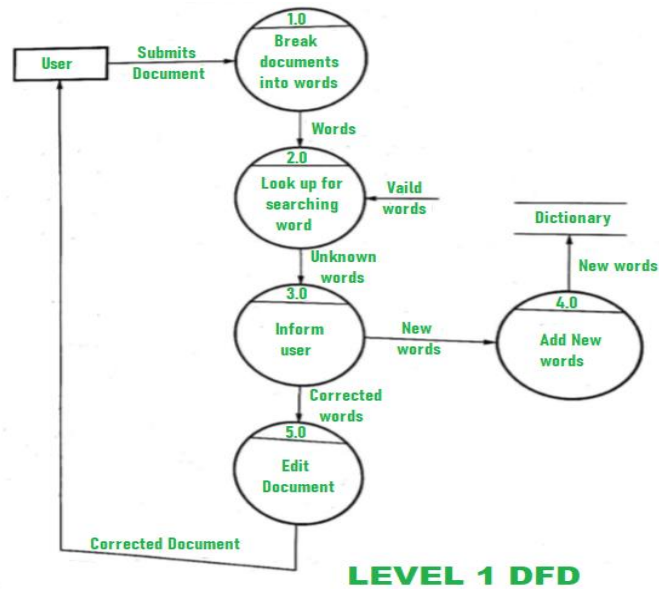 User
Submits
Document
1.0
Break
documents
into words
Words
2.0
Look up for
searching
word
Vaild
words
Dictionary
Unknown
words
New words
3.0
Inform
user
New
words
4.0
Add New
words
Corrected
words
5.0
Edit
Document
Corrected Document
LEVEL 1 DFD